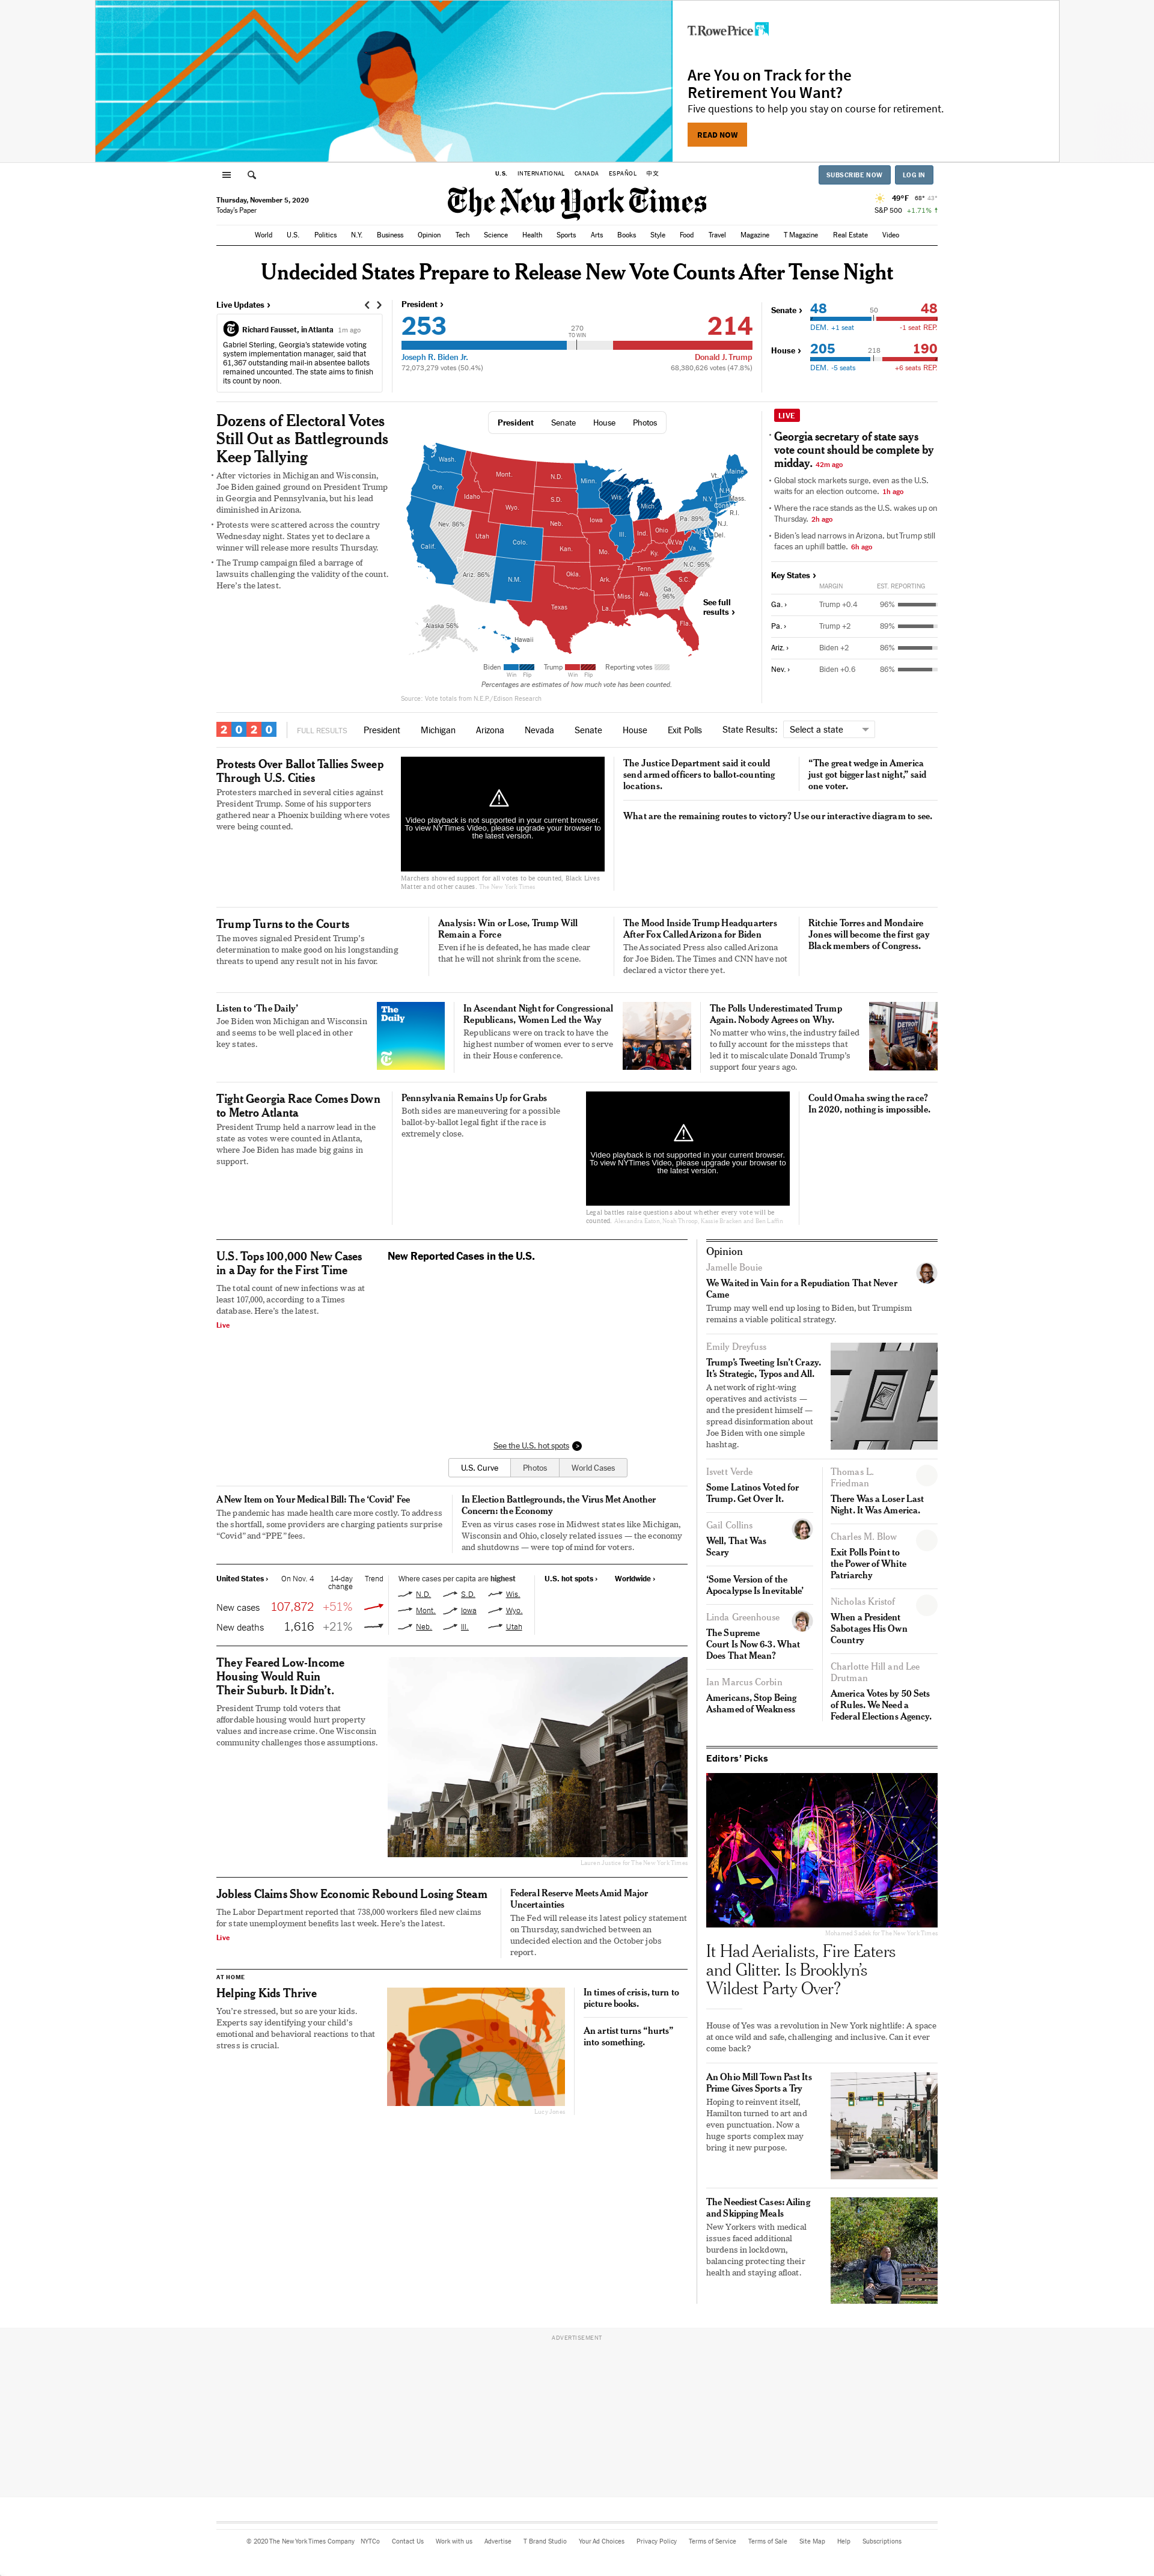 T.RowePrice
Are You on Track for the
Retirement You Want?
Five questions to help you stay on course for retirement.
READ NOW
U.S. INTERNATIONAL CANADA ESPAÑOL 中文
SUBSCRIBE NOW LOG IN
Thursday, November 5, 2020
Today's Paper
The New York Times
49°F 68° 43°
S&P 500 +1.71% ↑
World U.S. Politics N.Y. Business Opinion Tech Science Health Sports Arts Books Style Food Travel Magazine T Magazine Real Estate Video
Undecided States Prepare to Release New Vote Counts After Tense Night
Live Updates ›
Richard Fausset, in Atlanta 1m ago
Gabriel Sterling, Georgia's statewide voting
system implementation manager, said that
61,367 outstanding mail-in absentee ballots
remained uncounted. The state aims to finish
its count by noon.
President ›
253 270 TO WIN 214
Joseph R. Biden Jr. Donald J. Trump
72,073,279 votes (50.4%) 68,380,626 votes (47.8%)
Senate › 48 50 48
DEM. +1 seat -1 seat REP.
House › 205 218 190
DEM. -5 seats +6 seats REP.
Dozens of Electoral Votes
Still Out as Battlegrounds
Keep Tallying
• After victories in Michigan and Wisconsin,
Joe Biden gained ground on President Trump
in Georgia and Pennsylvania, but his lead
diminished in Arizona.
• Protests were scattered across the country
Wednesday night. States yet to declare a
winner will release more results Thursday.
• The Trump campaign filed a barrage of
lawsuits challenging the validity of the count.
Here's the latest.
President Senate House Photos
Wash.
Ore.
Calif.
Nev. 86%
Idaho
Mont.
Wyo.
Utah
Colo.
Ariz. 86%
N.M.
N.D.
S.D.
Neb.
Kan.
Okla.
Texas
Minn.
Iowa
Mo.
Ark.
La.
Wis.
Ill.
Mich.
Ind.
Ohio
Ky.
Tenn.
Miss.
Ala.
Ga.
96%
Fla.
S.C.
N.C. 95%
Va.
W.Va.
Pa. 89%
N.Y.
Vt.
N.H.
Maine
Mass.
Conn.
R.I.
N.J.
Del.
Alaska 56%
Hawaii
See full
results ›
Biden Trump Reporting votes
Win Flip Win Flip
Percentages are estimates of how much vote has been counted.
Source: Vote totals from N.E.P./Edison Research
LIVE
• Georgia secretary of state says
vote count should be complete by
midday. 42m ago
• Global stock markets surge, even as the U.S.
waits for an election outcome. 1h ago
• Where the race stands as the U.S. wakes up on
Thursday. 2h ago
• Biden's lead narrows in Arizona, but Trump still
faces an uphill battle. 6h ago
Key States ›
MARGIN EST. REPORTING
Ga. › Trump +0.4 96%
Pa. › Trump +2 89%
Ariz. › Biden +2 86%
Nev. › Biden +0.6 86%
2020 FULL RESULTS President Michigan Arizona Nevada Senate House Exit Polls State Results: Select a state
Protests Over Ballot Tallies Sweep
Through U.S. Cities
Protesters marched in several cities against
President Trump. Some of his supporters
gathered near a Phoenix building where votes
were being counted.
Video playback is not supported in your current browser.
To view NYTimes Video, please upgrade your browser to
the latest version.
Marchers showed support for all votes to be counted, Black Lives
Matter and other causes. The New York Times
The Justice Department said it could
send armed officers to ballot-counting
locations.
“The great wedge in America
just got bigger last night,” said
one voter.
What are the remaining routes to victory? Use our interactive diagram to see.
Trump Turns to the Courts
The moves signaled President Trump's
determination to make good on his longstanding
threats to upend any result not in his favor.
Analysis: Win or Lose, Trump Will
Remain a Force
Even if he is defeated, he has made clear
that he will not shrink from the scene.
The Mood Inside Trump Headquarters
After Fox Called Arizona for Biden
The Associated Press also called Arizona
for Joe Biden. The Times and CNN have not
declared a victor there yet.
Ritchie Torres and Mondaire
Jones will become the first gay
Black members of Congress.
Listen to ‘The Daily’
Joe Biden won Michigan and Wisconsin
and seems to be well placed in other
key states.
The
Daily
In Ascendant Night for Congressional
Republicans, Women Led the Way
Republicans were on track to have the
highest number of women ever to serve
in their House conference.
The Polls Underestimated Trump
Again. Nobody Agrees on Why.
No matter who wins, the industry failed
to fully account for the missteps that
led it to miscalculate Donald Trump's
support four years ago.
DETROIT
Tight Georgia Race Comes Down
to Metro Atlanta
President Trump held a narrow lead in the
state as votes were counted in Atlanta,
where Joe Biden has made big gains in
support.
Pennsylvania Remains Up for Grabs
Both sides are maneuvering for a possible
ballot-by-ballot legal fight if the race is
extremely close.
Video playback is not supported in your current browser.
To view NYTimes Video, please upgrade your browser to
the latest version.
Legal battles raise questions about whether every vote will be
counted. Alexandra Eaton, Noah Throop, Kassie Bracken and Ben Laffin
Could Omaha swing the race?
In 2020, nothing is impossible.
U.S. Tops 100,000 New Cases
in a Day for the First Time
The total count of new infections was at
least 107,000, according to a Times
database. Here's the latest.
Live
New Reported Cases in the U.S.
See the U.S. hot spots
U.S. Curve Photos World Cases
A New Item on Your Medical Bill: The ‘Covid’ Fee
The pandemic has made health care more costly. To address
the shortfall, some providers are charging patients surprise
“Covid” and “PPE” fees.
In Election Battlegrounds, the Virus Met Another
Concern: the Economy
Even as virus cases rose in Midwest states like Michigan,
Wisconsin and Ohio, closely related issues — the economy
and shutdowns — were top of mind for voters.
United States › On Nov. 4 14-day
change Trend
New cases 107,872 +51%
New deaths 1,616 +21%
Where cases per capita are highest
N.D. S.D. Wis.
Mont. Iowa Wyo.
Neb. Ill. Utah
U.S. hot spots › Worldwide ›
They Feared Low-Income
Housing Would Ruin
Their Suburb. It Didn't.
President Trump told voters that
affordable housing would hurt property
values and increase crime. One Wisconsin
community challenges those assumptions.
Lauren Justice for The New York Times
Jobless Claims Show Economic Rebound Losing Steam
The Labor Department reported that 738,000 workers filed new claims
for state unemployment benefits last week. Here's the latest.
Live
Federal Reserve Meets Amid Major
Uncertainties
The Fed will release its latest policy statement
on Thursday, sandwiched between an
undecided election and the October jobs
report.
AT HOME
Helping Kids Thrive
You're stressed, but so are your kids.
Experts say identifying your child's
emotional and behavioral reactions to that
stress is crucial.
Lucy Jones
In times of crisis, turn to
picture books.
An artist turns “hurts”
into something.
Opinion
Jamelle Bouie
We Waited in Vain for a Repudiation That Never
Came
Trump may well end up losing to Biden, but Trumpism
remains a viable political strategy.
Emily Dreyfuss
Trump's Tweeting Isn't Crazy.
It's Strategic, Typos and All.
A network of right-wing
operatives and activists —
and the president himself —
spread disinformation about
Joe Biden with one simple
hashtag.
Isvett Verde
Some Latinos Voted for
Trump. Get Over It.
Gail Collins
Well, That Was
Scary
‘Some Version of the
Apocalypse Is Inevitable’
Linda Greenhouse
The Supreme
Court Is Now 6-3. What
Does That Mean?
Ian Marcus Corbin
Americans, Stop Being
Ashamed of Weakness
Thomas L.
Friedman
There Was a Loser Last
Night. It Was America.
Charles M. Blow
Exit Polls Point to
the Power of White
Patriarchy
Nicholas Kristof
When a President
Sabotages His Own
Country
Charlotte Hill and Lee
Drutman
America Votes by 50 Sets
of Rules. We Need a
Federal Elections Agency.
Editors' Picks
Mohamed Sadek for The New York Times
It Had Aerialists, Fire Eaters
and Glitter. Is Brooklyn's
Wildest Party Over?
House of Yes was a revolution in New York nightlife: A space
at once wild and safe, challenging and inclusive. Can it ever
come back?
An Ohio Mill Town Past Its
Prime Gives Sports a Try
Hoping to reinvent itself,
Hamilton turned to art and
even punctuation. Now a
huge sports complex may
bring it new purpose.
The Neediest Cases: Ailing
and Skipping Meals
New Yorkers with medical
issues faced additional
burdens in lockdown,
balancing protecting their
health and staying afloat.
ADVERTISEMENT
© 2020 The New York Times Company NYTCo Contact Us Work with us Advertise T Brand Studio Your Ad Choices Privacy Policy Terms of Service Terms of Sale Site Map Help Subscriptions